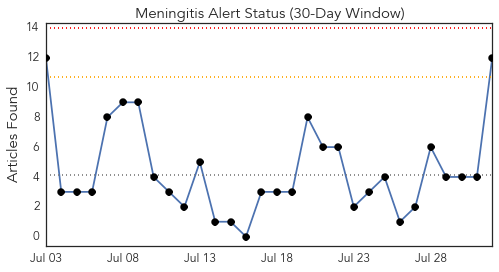 Meningitis Alert Status (30-Day Window)
Articles Found
14
12
10
8
6
4
2
0
Jul 03 Jul 08 Jul 13 Jul 18 Jul 23 Jul 28